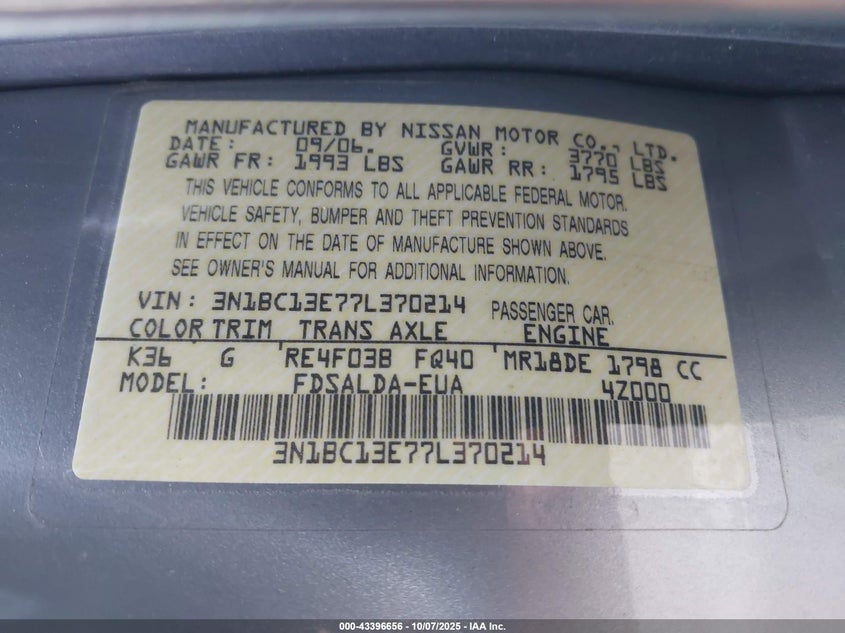 MANUFACTURED BY NISSAN MOTOR CO., LTD.
DATE: 09/06. GVWR: 3770 LBS
GAWR FR: 1993 LBS GAWR RR: 1795 LBS
THIS VEHICLE CONFORMS TO ALL APPLICABLE FEDERAL MOTOR.
VEHICLE SAFETY, BUMPER AND THEFT PREVENTION STANDARDS
IN EFFECT ON THE DATE OF MANUFACTURE SHOWN ABOVE.
SEE OWNER'S MANUAL FOR ADDITIONAL INFORMATION.
VIN: 3N1BC13E77L370214 PASSENGER CAR.
COLOR TRIM TRANS AXLE ENGINE
K36 G RE4F03B FQ40 MR18DE 1798 CC
MODEL: FDSALDA-EUA 4Z000
3N1BC13E77L370214
000-43396656 | 10/07/2025 - IAA Inc.